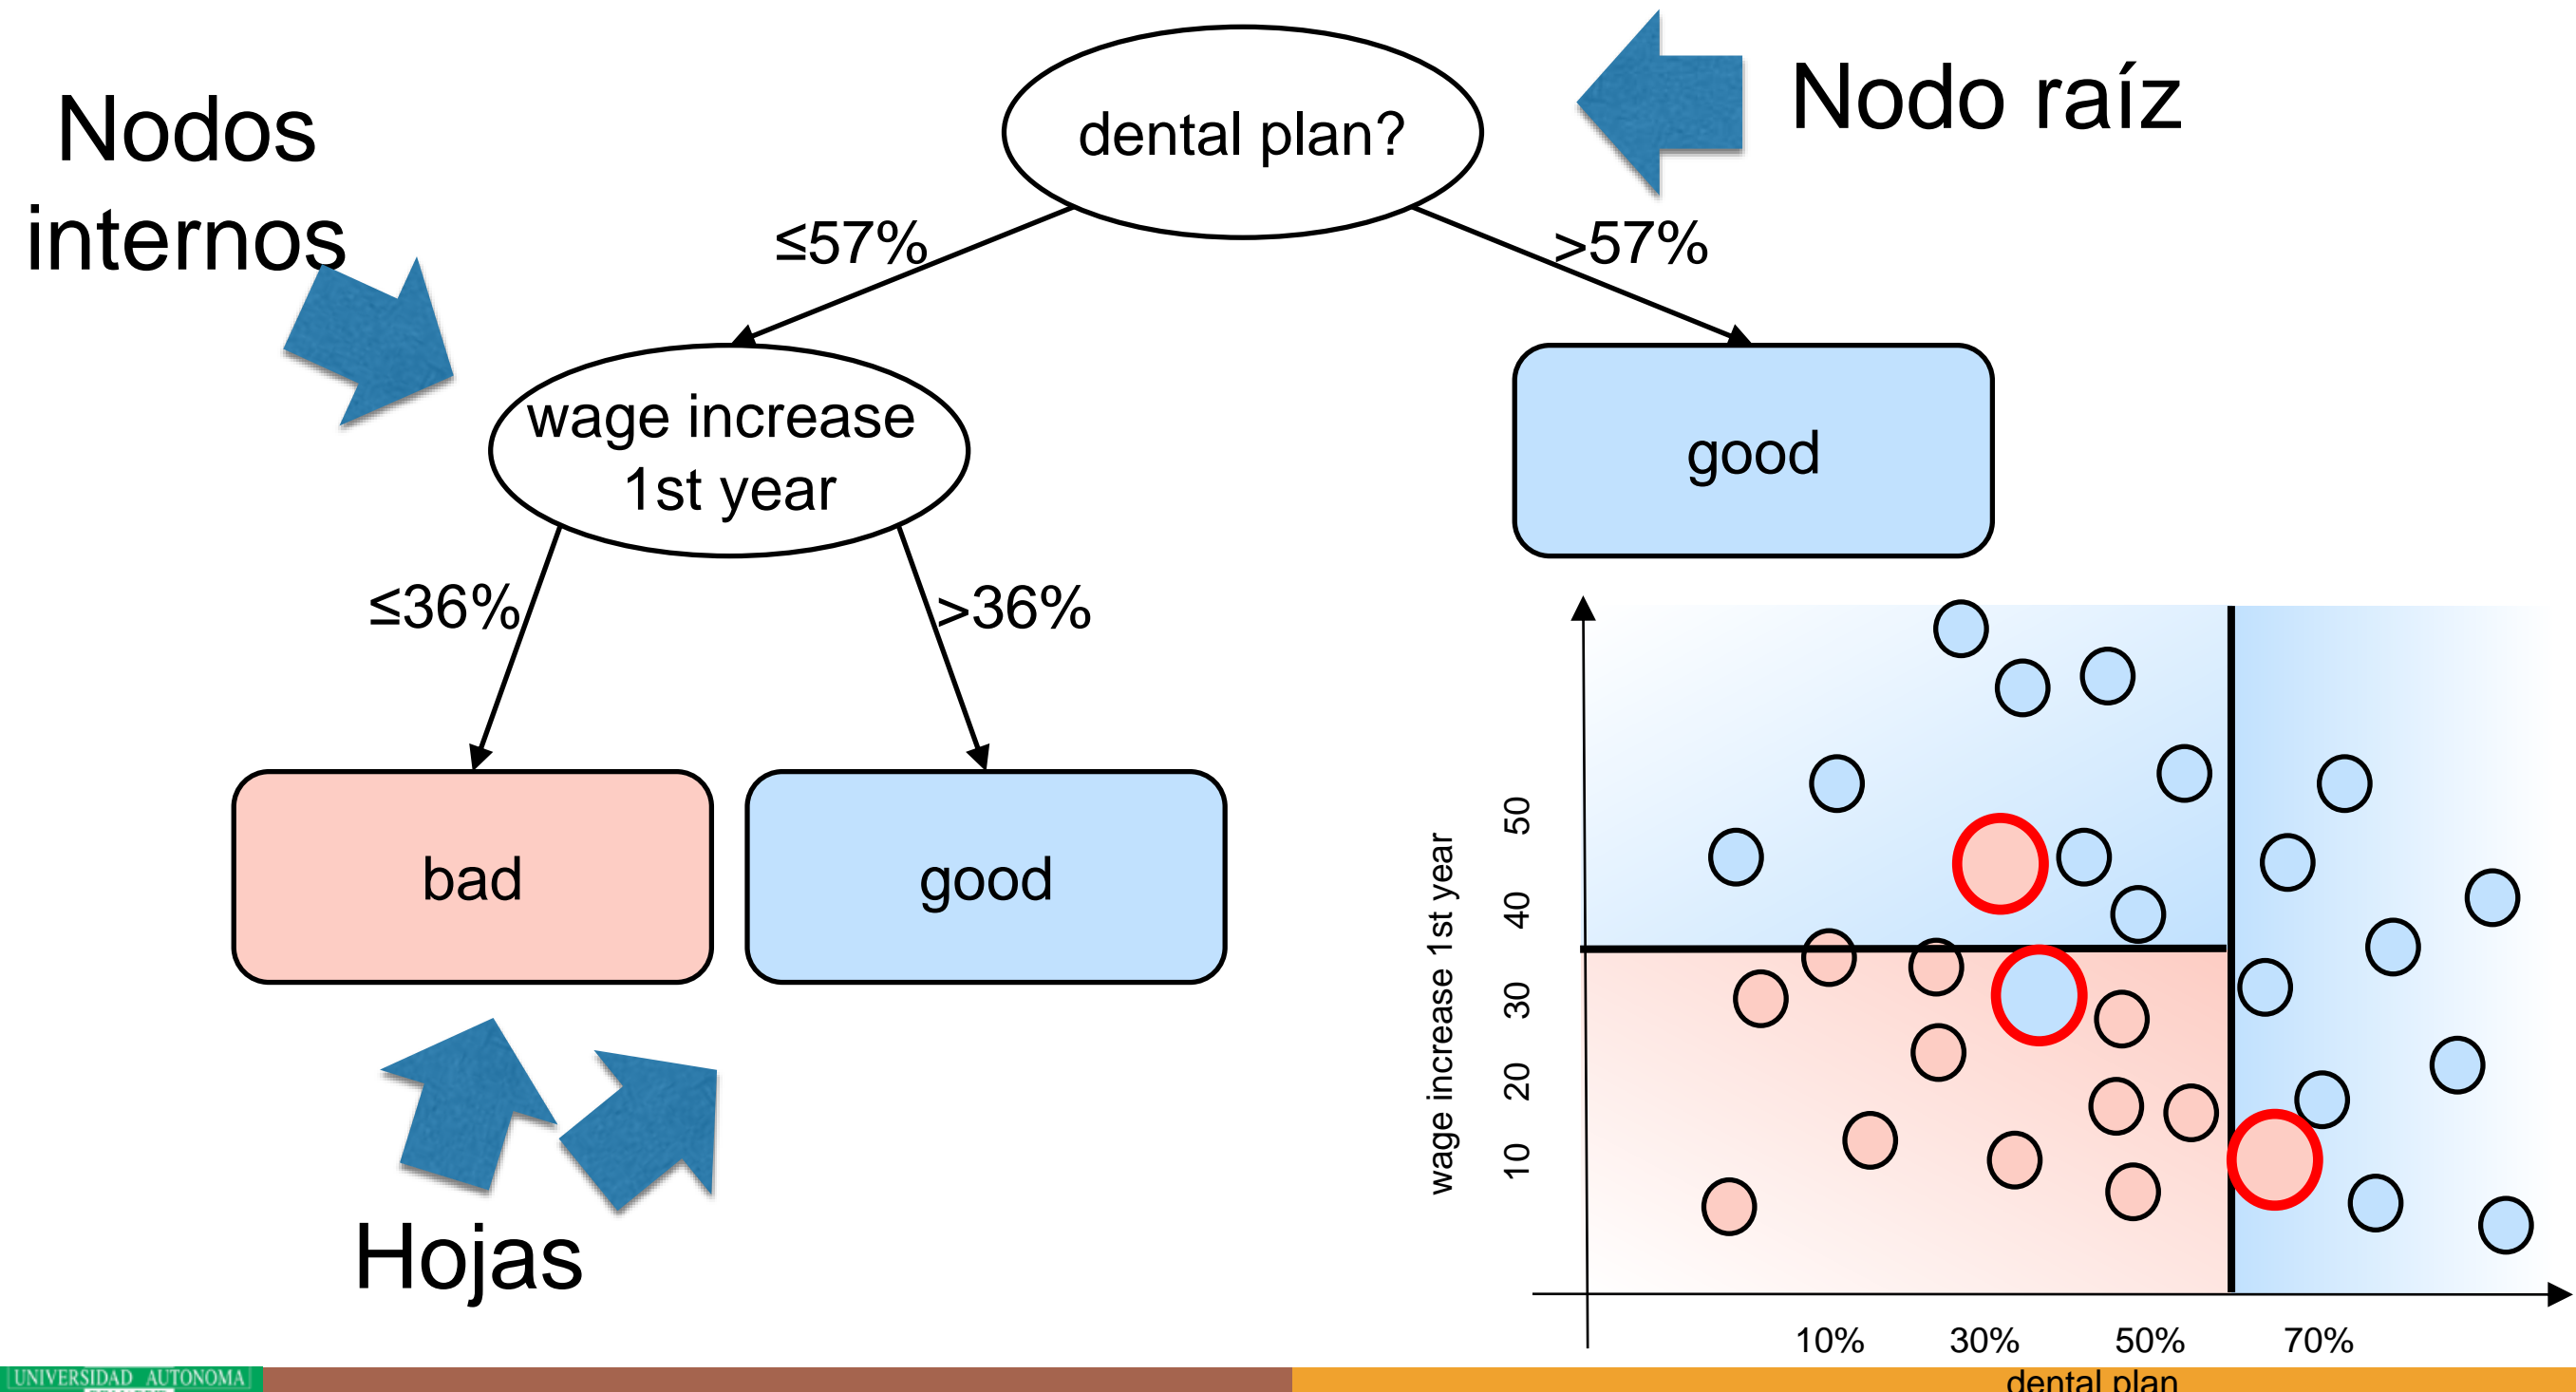 Nodos
internos
dental plan?
Nodo raíz
≤57%
>57%
wage increase
1st year
good
≤36%
>36%
bad
good
Hojas
wage increase 1st year
50
40
30
20
10
10%
30%
50%
70%
dental plan
UNIVERSIDAD AUTONOMA